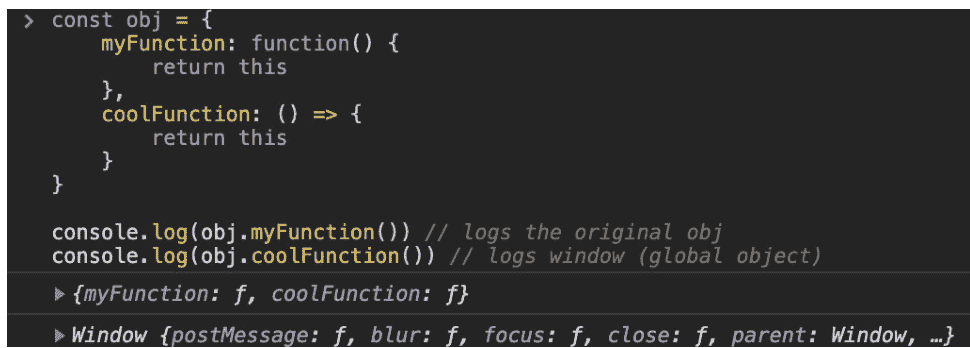 > const obj = {
    myFunction: function() {
        return this
    },
    coolFunction: () => {
        return this
    }
}
console.log(obj.myFunction()) // logs the original obj
console.log(obj.coolFunction()) // logs window (global object)
▶ {myFunction: ƒ, coolFunction: ƒ}
▶ Window {postMessage: ƒ, blur: ƒ, focus: ƒ, close: ƒ, parent: Window, …}